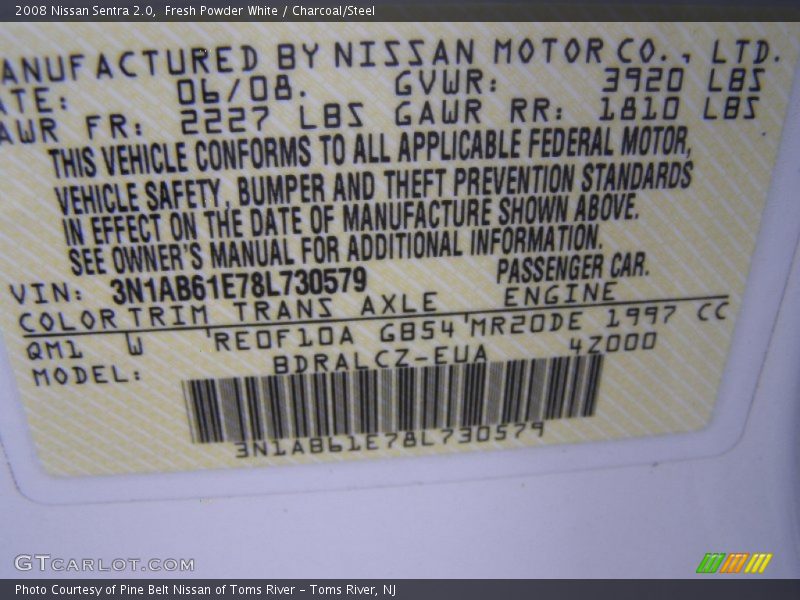 2008 Nissan Sentra 2.0,  Fresh Powder White / Charcoal/Steel
ANUFACTURED BY NISSAN MOTOR CO., LTD.
ATE: 06/08. GVWR: 3920 LBS
AWR FR: 2227 LBS GAWR RR: 1810 LBS
THIS VEHICLE CONFORMS TO ALL APPLICABLE FEDERAL MOTOR,
VEHICLE SAFETY, BUMPER AND THEFT PREVENTION STANDARDS
IN EFFECT ON THE DATE OF MANUFACTURE SHOWN ABOVE.
SEE OWNER'S MANUAL FOR ADDITIONAL INFORMATION.
VIN: 3N1AB61E78L730579 PASSENGER CAR.
COLOR TRIM TRANS AXLE ENGINE
QM1 W 'RE0F10A GB54'MR20DE 1997 CC
MODEL: BDRALCZ-EUA 4Z000
3N1AB61E78L730579
GTCARLOT.COM
Photo Courtesy of Pine Belt Nissan of Toms River – Toms River, NJ